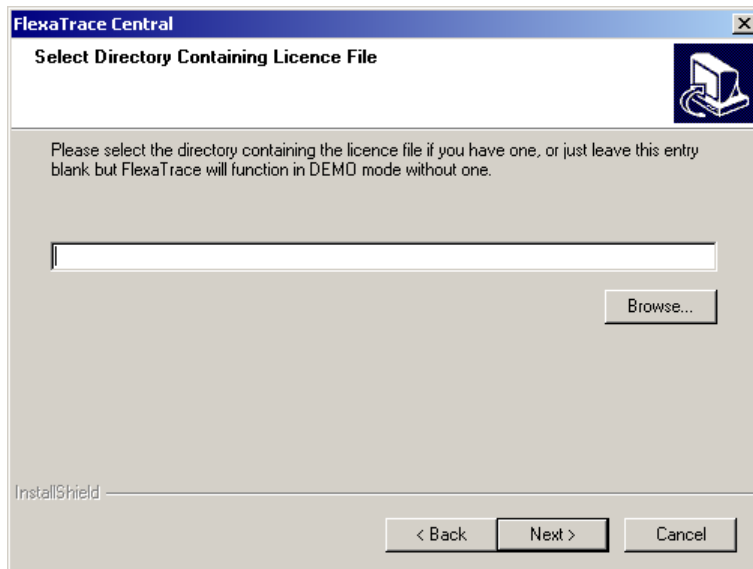 FlexaTrace Central
Select Directory Containing Licence File
Please select the directory containing the licence file if you have one, or just leave this entry
blank but FlexaTrace will function in DEMO mode without one.
Browse...
InstallShield
< Back Next > Cancel